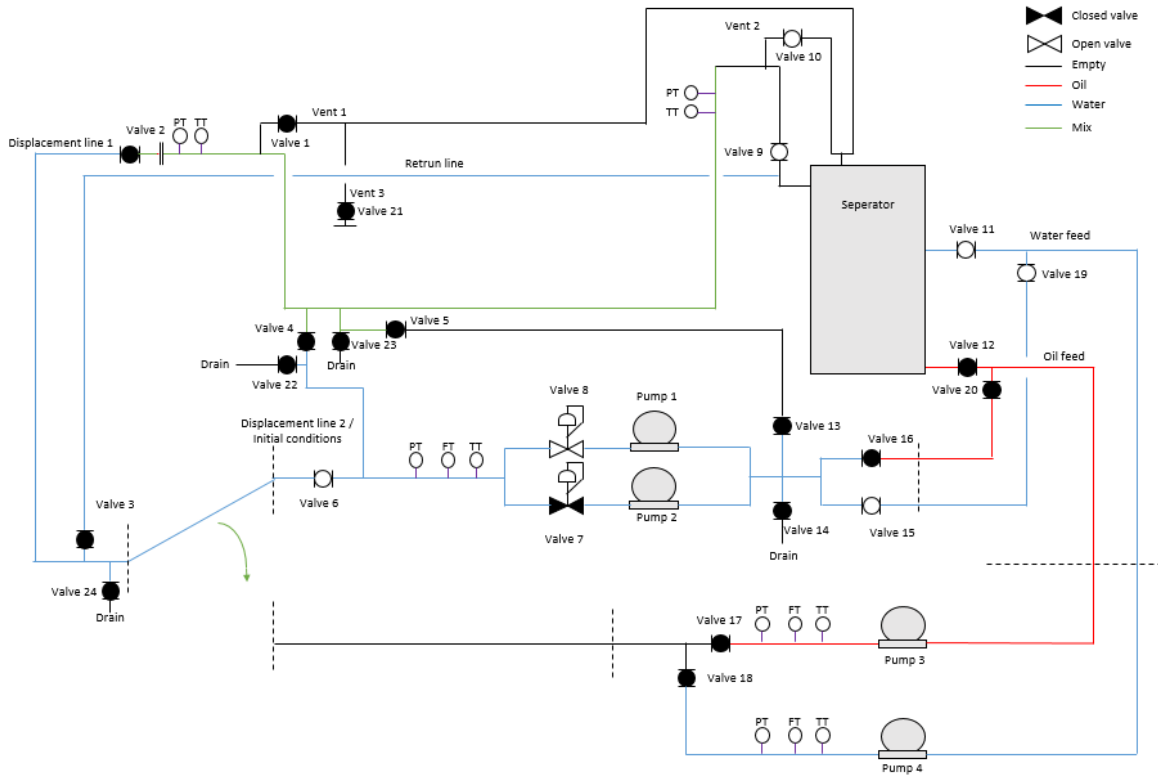 Closed valve
Open valve
Empty
Oil
Water
Mix
Vent 2
Valve 10
PT
TT
Valve 9
Displacement line 1
Valve 2
PT
TT
Vent 1
Valve 1
Retrun line
Vent 3
Valve 21
Seperator
Valve 11
Water feed
Valve 19
Valve 4
Valve 5
Valve 23
Drain
Drain
Valve 22
Valve 12
Oil feed
Valve 20
Displacement line 2 /
Initial conditions
Valve 8
Pump 1
Valve 13
Valve 16
PT
FT
TT
Valve 6
Pump 2
Valve 7
Valve 14
Drain
Valve 15
Valve 3
Valve 24
Drain
Valve 17
PT
FT
TT
Pump 3
Valve 18
PT
FT
TT
Pump 4